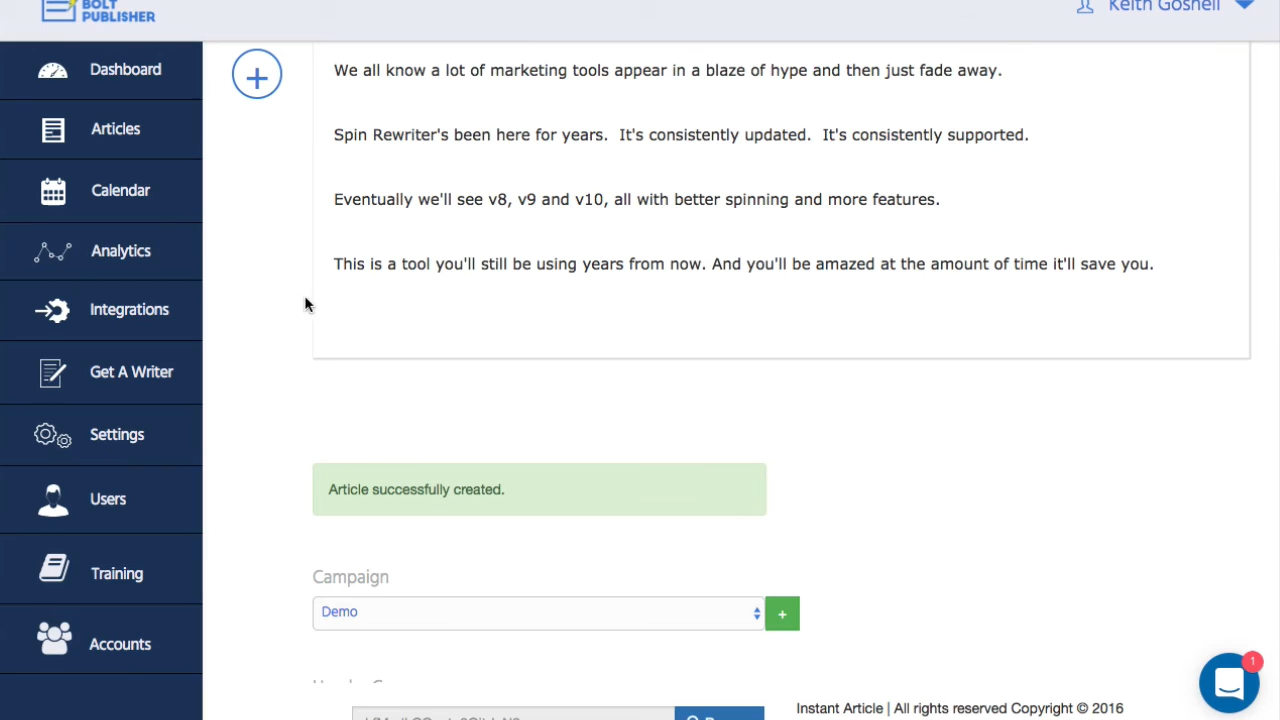 BOLT
PUBLISHER
Keith Gosnell
Dashboard
Articles
Calendar
Analytics
Integrations
Get A Writer
Settings
Users
Training
Accounts
We all know a lot of marketing tools appear in a blaze of hype and then just fade away.
Spin Rewriter's been here for years.  It's consistently updated.  It's consistently supported.
Eventually we'll see v8, v9 and v10, all with better spinning and more features.
This is a tool you'll still be using years from now. And you'll be amazed at the amount of time it'll save you.
Article successfully created.
Campaign
Demo
+
1
Instant Article | All rights reserved Copyright © 2016